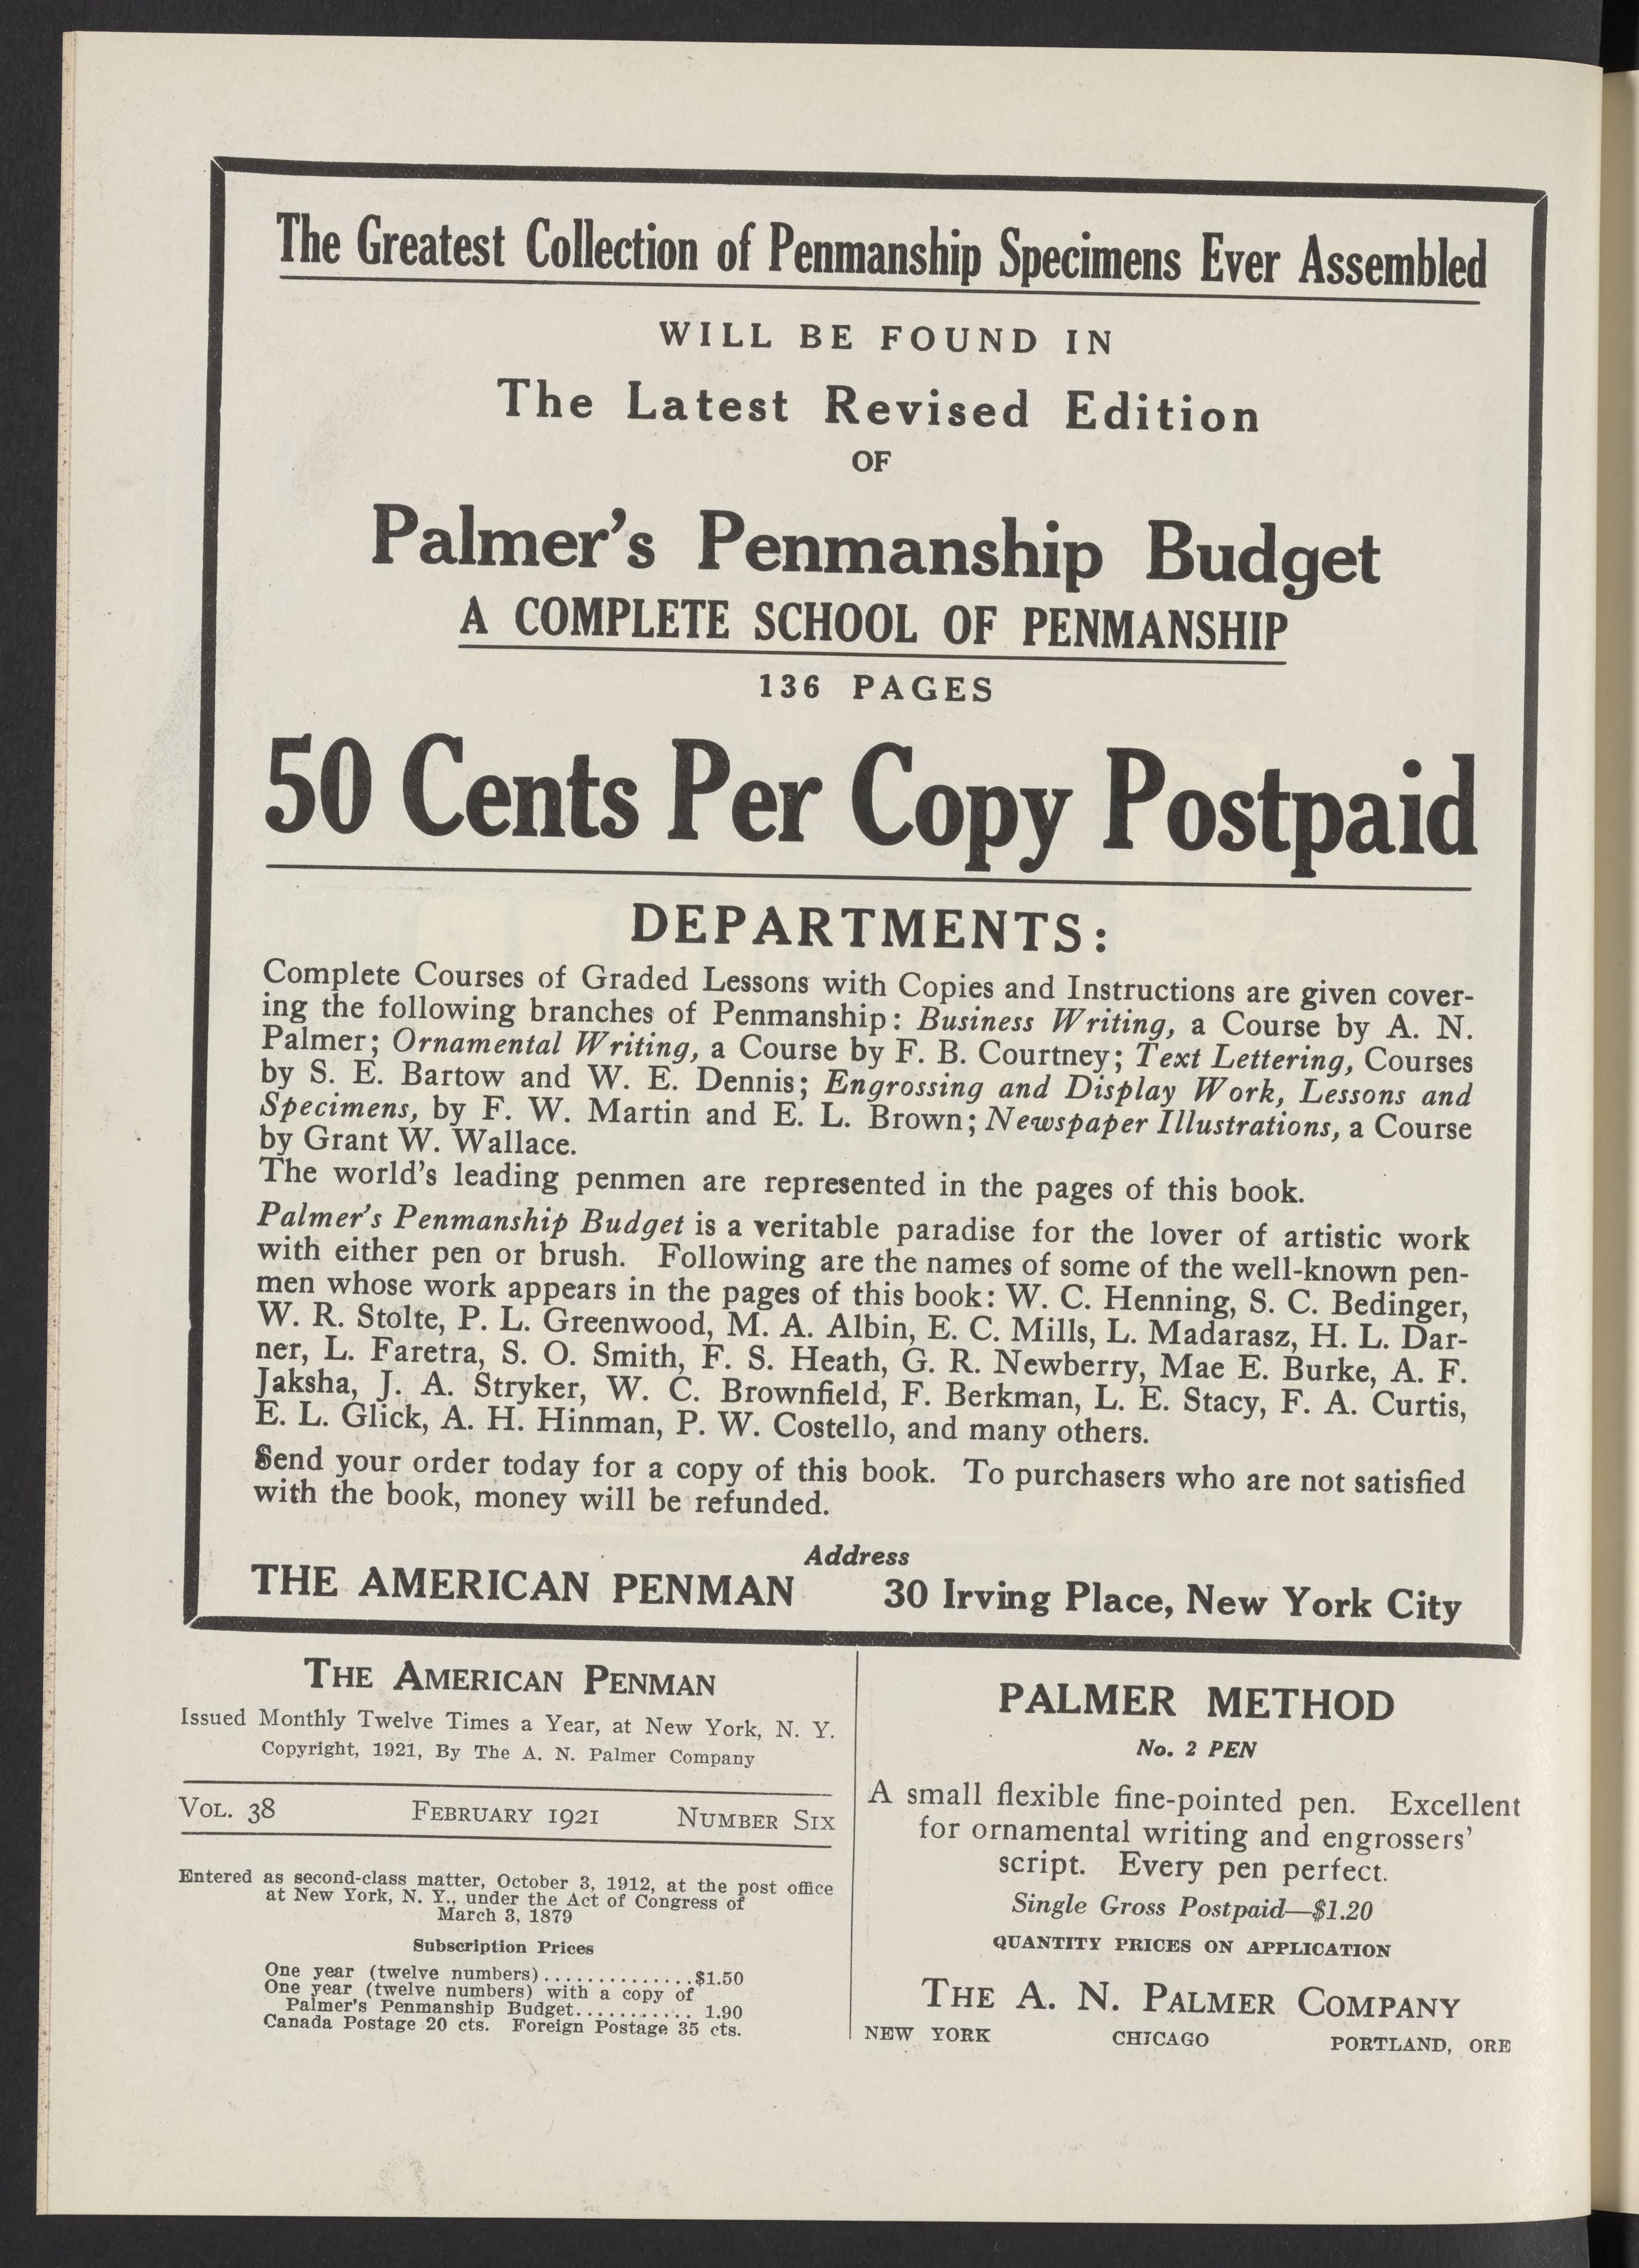 The Greatest Collection of Penmanship Specimens Ever Assembled
WILL BE FOUND IN
The Latest Revised Edition
OF
Palmer's Penmanship Budget
A COMPLETE SCHOOL OF PENMANSHIP
136 PAGES
50 Cents Per Copy Postpaid
DEPARTMENTS:
Complete Courses of Graded Lessons with Copies and Instructions are given cover-
ing the following branches of Penmanship: Business Writing, a Course by A. N.
Palmer; Ornamental Writing, a Course by F. B. Courtney; Text Lettering, Courses
by S. E. Bartow and W. E. Dennis; Engrossing and Display Work, Lessons and
Specimens, by F. W. Martin and E. L. Brown; Newspaper Illustrations, a Course
by Grant W. Wallace.
The world's leading penmen are represented in the pages of this book.
Palmer's Penmanship Budget is a veritable paradise for the lover of artistic work
with either pen or brush. Following are the names of some of the well-known pen-
men whose work appears in the pages of this book: W. C. Henning, S. C. Bedinger,
W. R. Stolte, P. L. Greenwood, M. A. Albin, E. C. Mills, L. Madarasz, H. L. Dar-
ner, L. Faretra, S. O. Smith, F. S. Heath, G. R. Newberry, Mae E. Burke, A. F.
Jaksha, J. A. Stryker, W. C. Brownfield, F. Berkman, L. E. Stacy, F. A. Curtis,
E. L. Glick, A. H. Hinman, P. W. Costello, and many others.
Send your order today for a copy of this book. To purchasers who are not satisfied
with the book, money will be refunded.
Address
THE AMERICAN PENMAN 30 Irving Place, New York City
THE AMERICAN PENMAN
Issued Monthly Twelve Times a Year, at New York, N. Y.
Copyright, 1921, By The A. N. Palmer Company
VOL. 38 FEBRUARY 1921 NUMBER SIX
Entered as second-class matter, October 3, 1912, at the post office
at New York, N. Y., under the Act of Congress of
March 3, 1879
Subscription Prices
One year (twelve numbers)..............$1.50
One year (twelve numbers) with a copy of
Palmer's Penmanship Budget........... 1.90
Canada Postage 20 cts. Foreign Postage 35 cts.
PALMER METHOD
No. 2 PEN
A small flexible fine-pointed pen. Excellent
for ornamental writing and engrossers'
script. Every pen perfect.
Single Gross Postpaid—$1.20
QUANTITY PRICES ON APPLICATION
THE A. N. PALMER COMPANY
NEW YORK CHICAGO PORTLAND, ORE